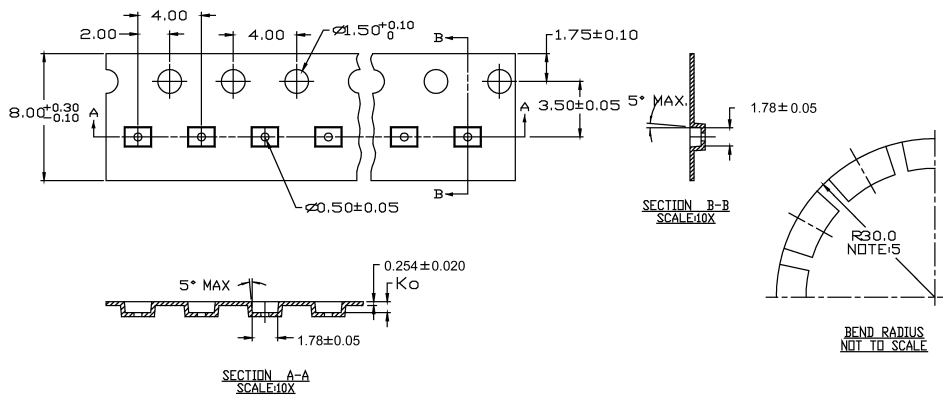 4.00
2.00
4.00
⌀1.50 +0.10 0
B
1.75±0.10
8.00 +0.30 -0.10
A
A
3.50±0.05
5° MAX.
1.78±0.05
B
⌀0.50±0.05
SECTION B-B
SCALE:10X
R30.0
NOTE:5
0.254±0.020
5° MAX
Ko
1.78±0.05
BEND RADIUS
NOT TO SCALE
SECTION A-A
SCALE:10X